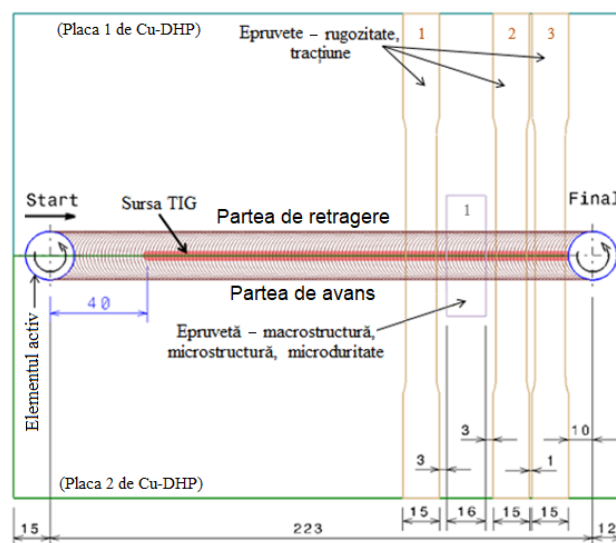 (Placa 1 de Cu-DHP)
Epruvete – rugozitate,
tracțiune
1
2
3
Start
Sursa TIG
Partea de retragere
1
Final
Partea de avans
40
Elementul activ
Epruvetă – macrostructură,
microstructură, microduritate
3
3
1
10
(Placa 2 de Cu-DHP)
15
16
15
15
15
223
12